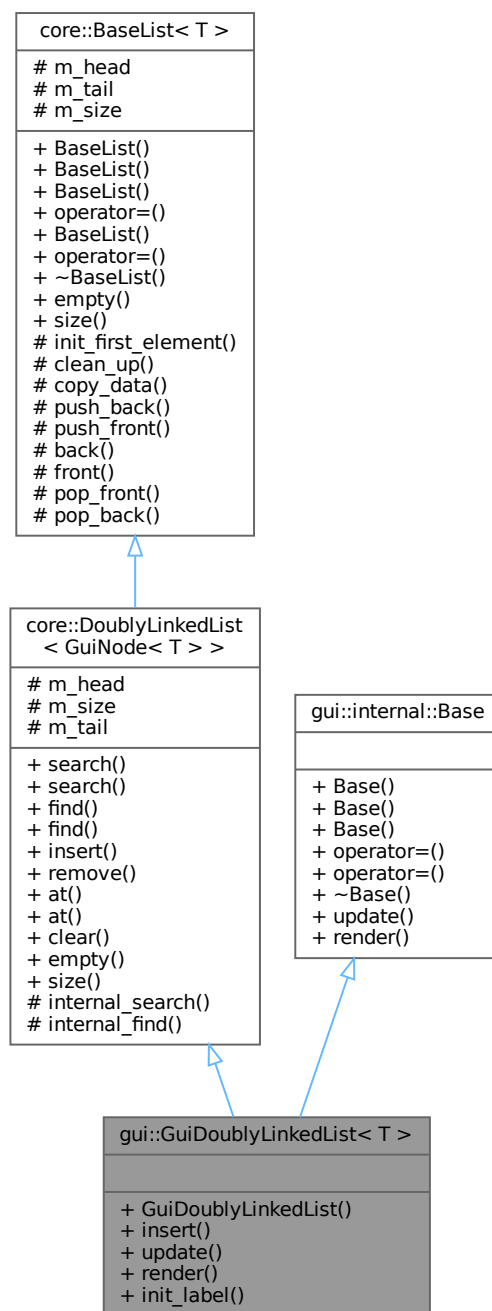 core::BaseList< T >
# m_head
# m_tail
# m_size
+ BaseList()
+ BaseList()
+ BaseList()
+ operator=()
+ BaseList()
+ operator=()
+ ~BaseList()
+ empty()
+ size()
# init_first_element()
# clean_up()
# copy_data()
# push_back()
# push_front()
# back()
# front()
# pop_front()
# pop_back()
core::DoublyLinkedList
< GuiNode< T > >
# m_head
# m_size
# m_tail
+ search()
+ search()
+ find()
+ find()
+ insert()
+ remove()
+ at()
+ at()
+ clear()
+ empty()
+ size()
# internal_search()
# internal_find()
gui::internal::Base
+ Base()
+ Base()
+ Base()
+ operator=()
+ operator=()
+ ~Base()
+ update()
+ render()
gui::GuiDoublyLinkedList< T >
+ GuiDoublyLinkedList()
+ insert()
+ update()
+ render()
+ init_label()